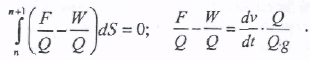 ∫ₙⁿ⁺¹ (F/Q − W/Q) dS = 0;   F/Q − W/Q = dv/dt · Q/Qg